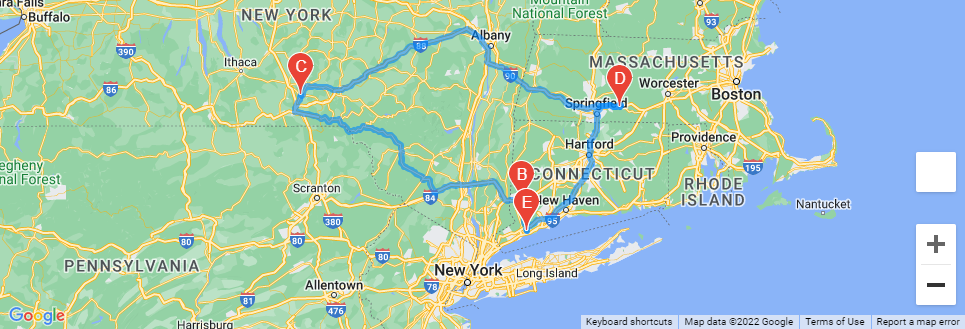 ara Falls
Buffalo
NEW YORK
Mountain
National Forest
93
Albany
88
390
Ithaca
C
90
MASSACHUSETTS
D
Worcester
Boston
86
Springfield
Hartford
Providence
195
egheny
onal Forest
B
CONNECTICUT
RHODE
ISLAND
Scranton
84
E
New Haven
95
Nantucket
380
80
80
80
PENNSYLVANIA
New York
Long Island
Allentown
78
476
Harrisburg
Google
Keyboard shortcuts
Map data ©2022 Google
Terms of Use
Report a map error